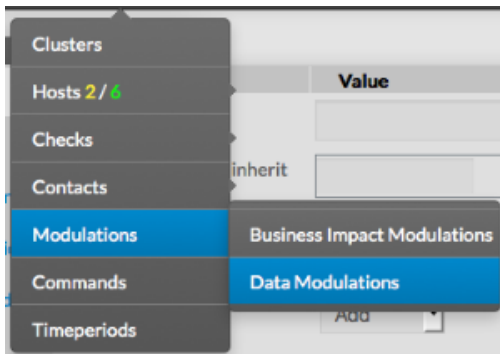 Clusters
Value
Hosts 2 / 6
Checks
inherit
Contacts
Modulations
Business Impact Modulations
Commands
Data Modulations
Add
Timeperiods